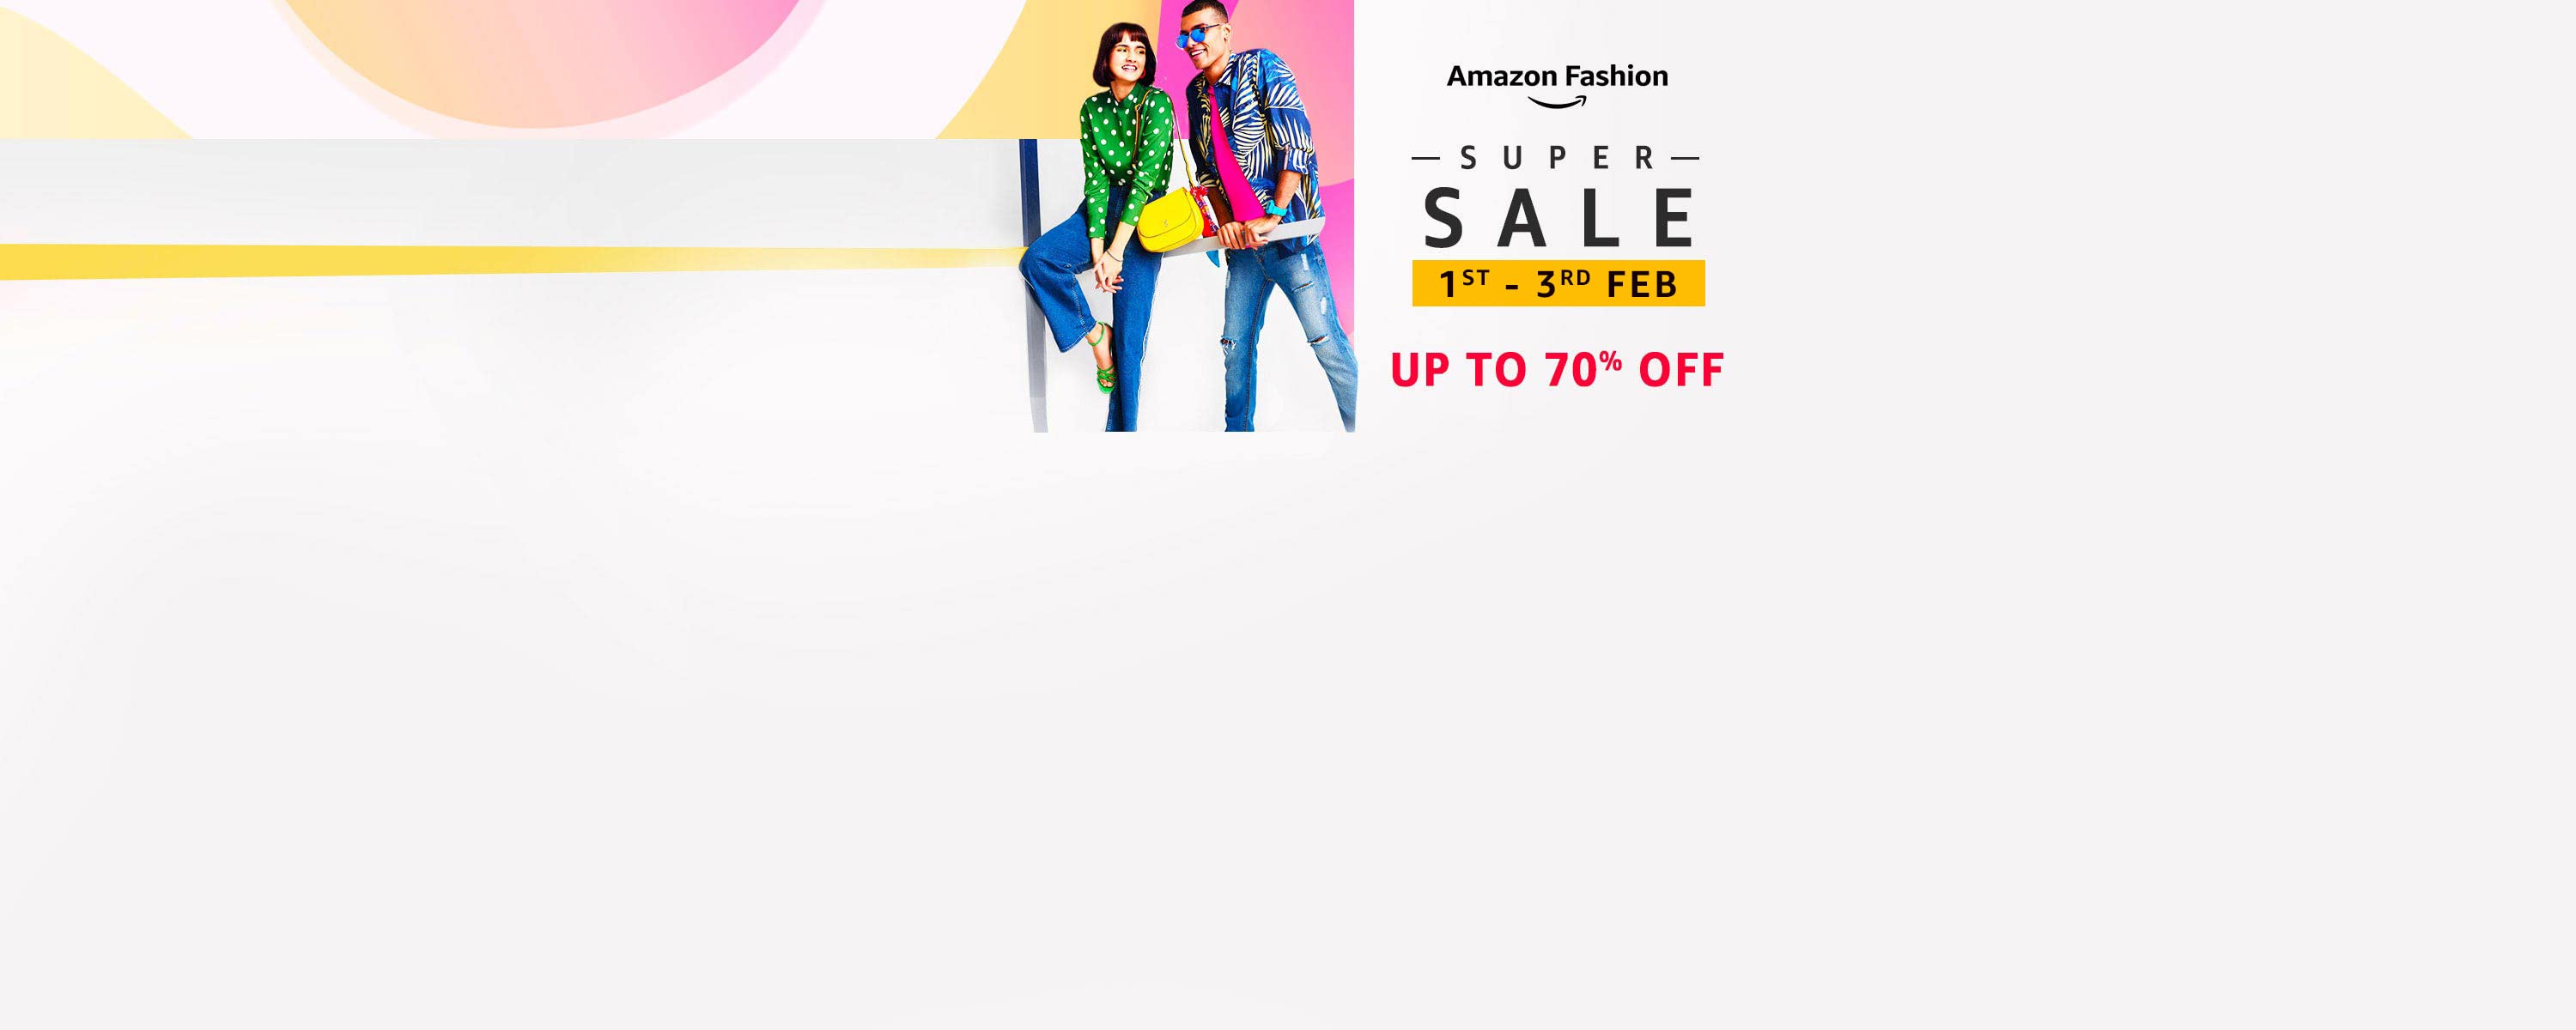 Amazon Fashion
SUPER
SALE
1ST - 3RD FEB
UP TO 70% OFF